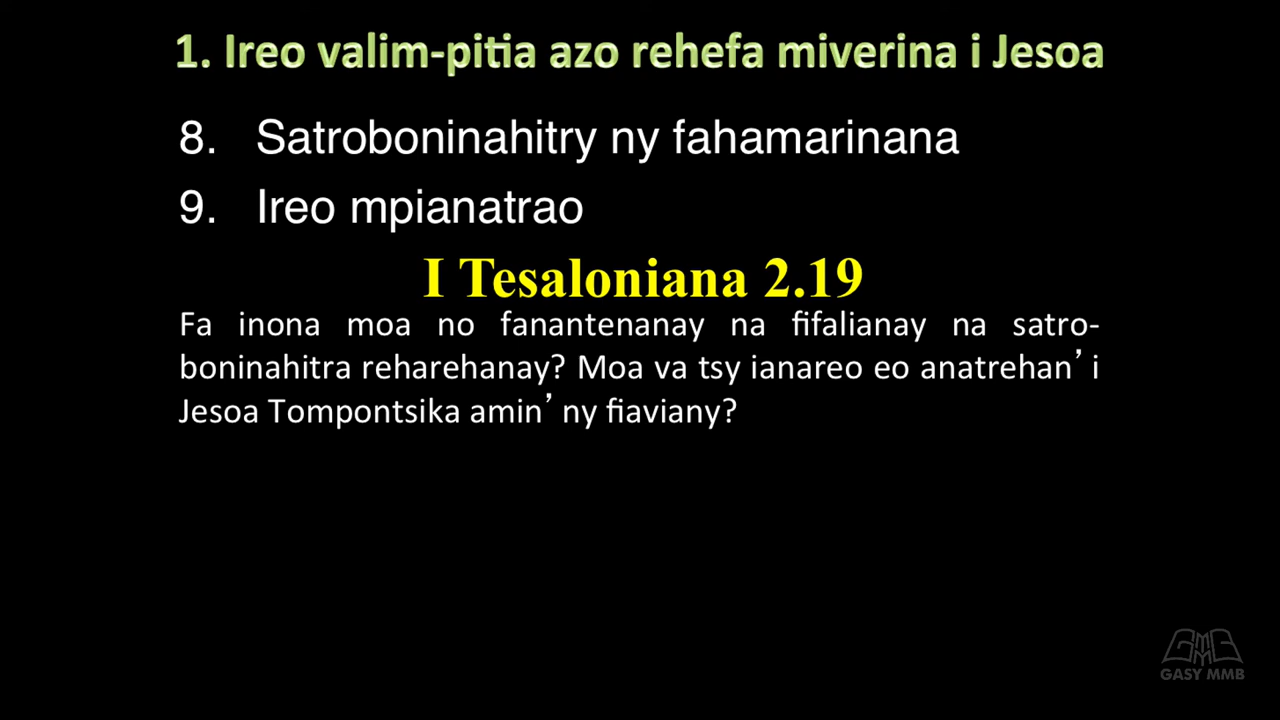 1. Ireo valim-pitia azo rehefa miverina i Jesoa
8. Satroboninahitry ny fahamarinana
9. Ireo mpianatrao
I Tesaloniana 2.19
Fa inona moa no fanantenanay na fifalianay na satro-
boninahitra reharehanay? Moa va tsy ianareo eo anatrehan’ i
Jesoa Tompontsika amin’ ny fiaviany?
GMMG
GASY MMB